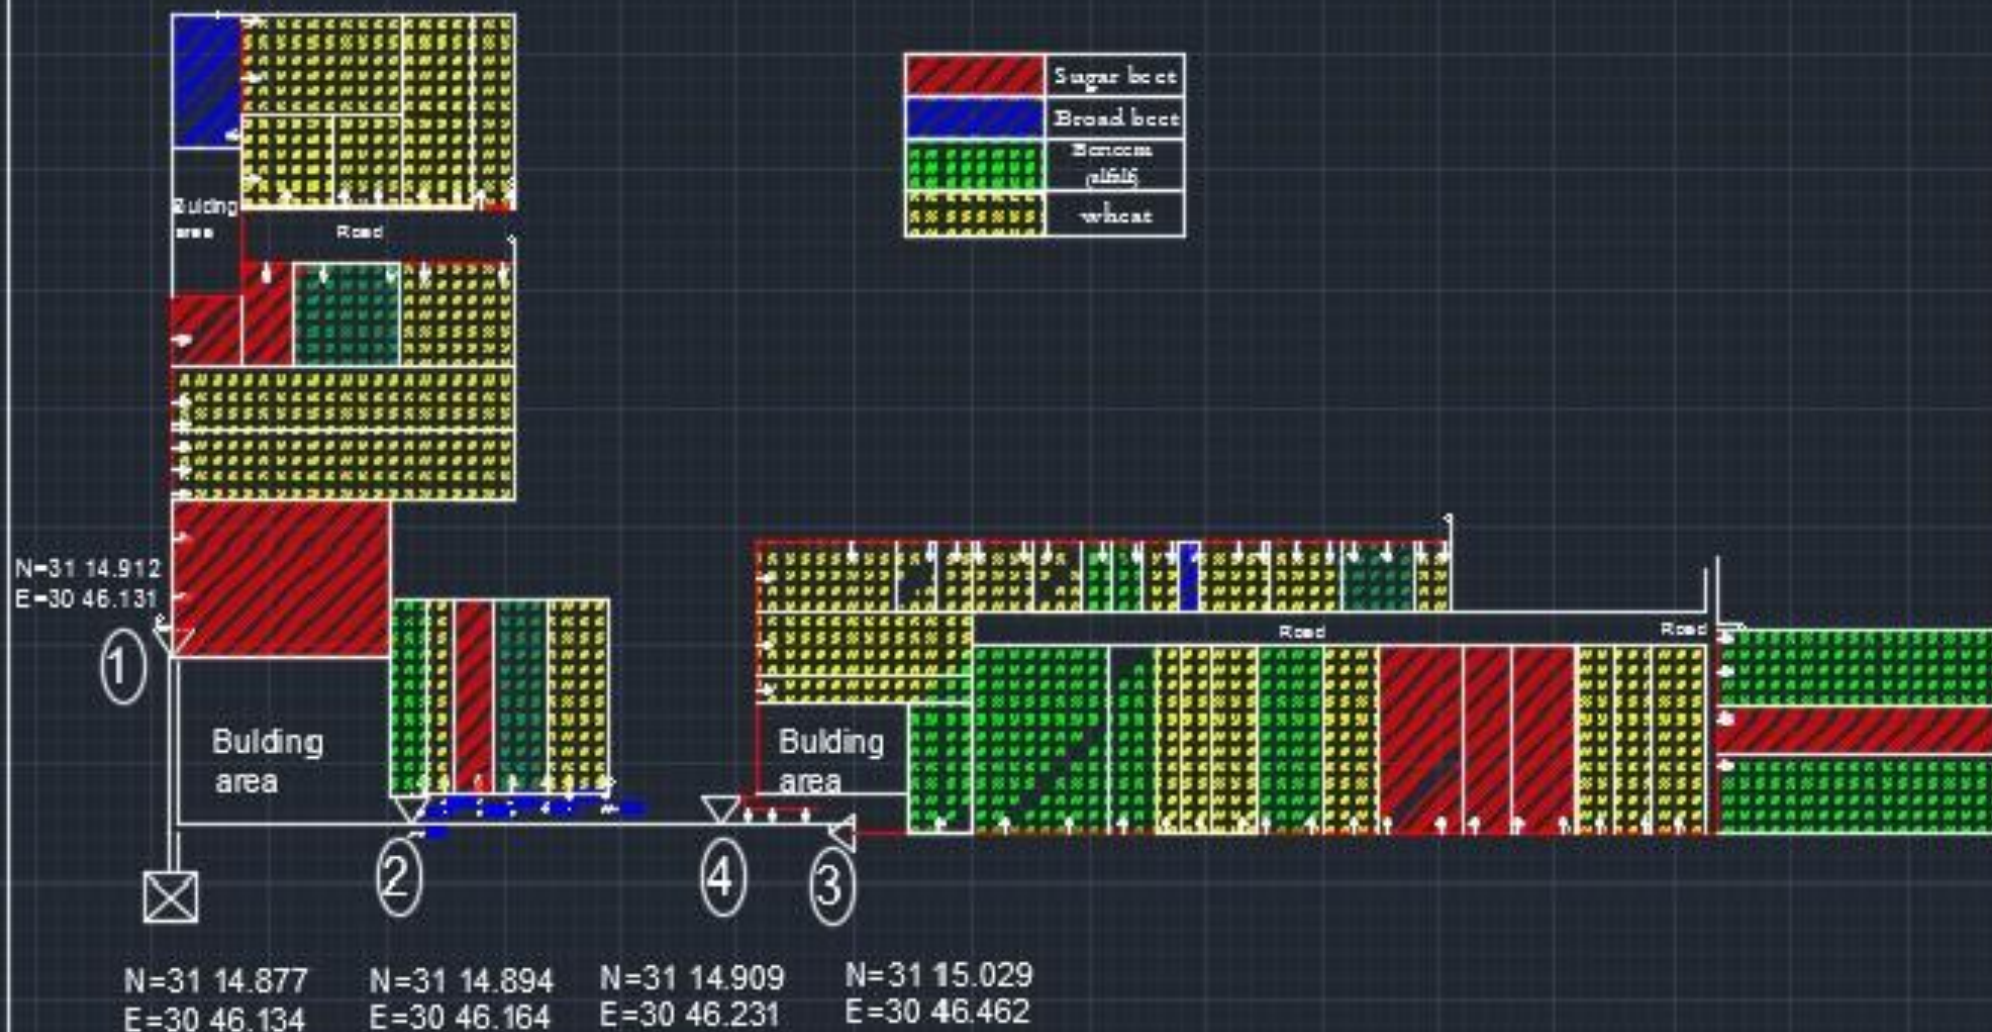 Sugar beet
Broad beet
(alfalf)
wheat
Bulding
area
Road
N=31 14.912
E=30 46.131
1
Road
Road
Bulding
area
Bulding
area
2
4
3
N=31 14.877
E=30 46.134
N=31 14.894
E=30 46.164
N=31 14.909
E=30 46.231
N=31 15.029
E=30 46.462